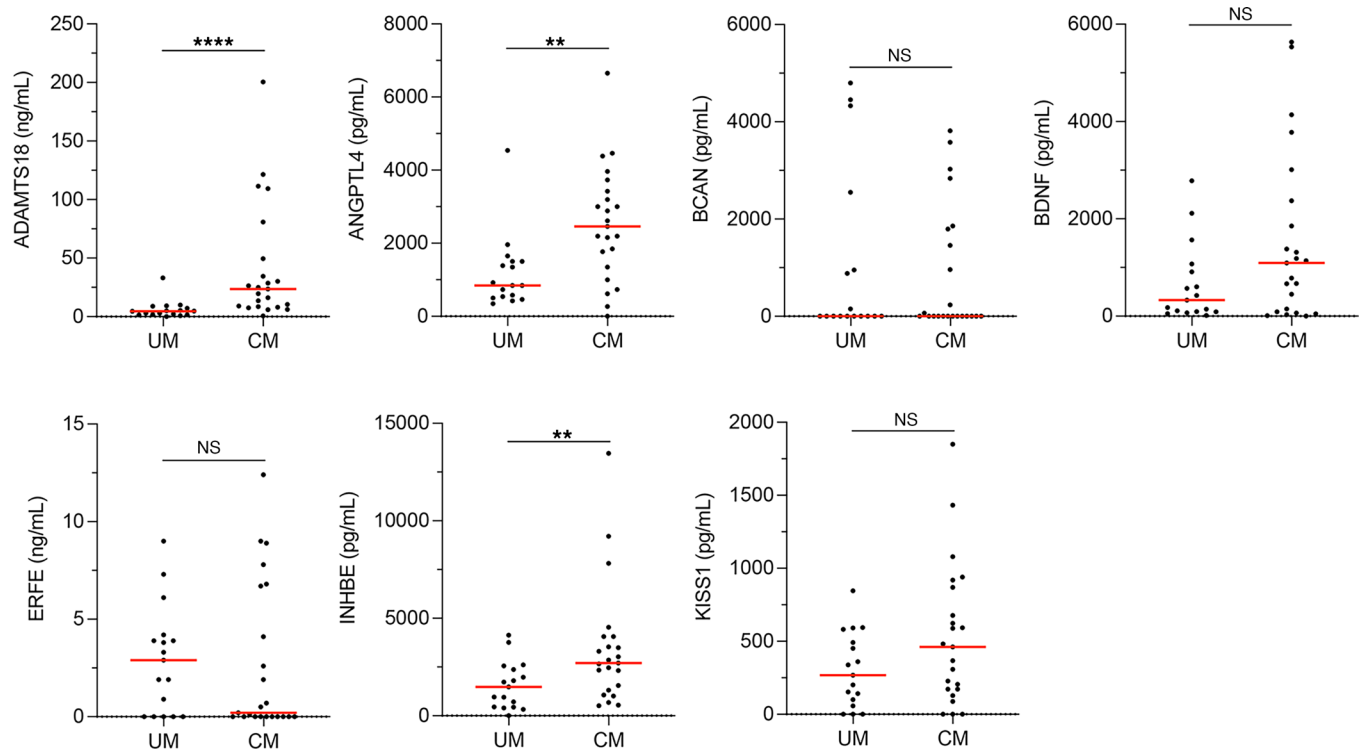 ADAMTS18 (ng/mL)
250
200
150
100
50
0
****
UM CM
ANGPTL4 (pg/mL)
8000
6000
4000
2000
0
**
UM CM
BCAN (pg/mL)
6000
4000
2000
0
NS
UM CM
BDNF (pg/mL)
6000
4000
2000
0
NS
UM CM
ERFE (ng/mL)
15
10
5
0
NS
UM CM
INHBE (pg/mL)
15000
10000
5000
0
**
UM CM
KISS1 (pg/mL)
2000
1500
1000
500
0
NS
UM CM